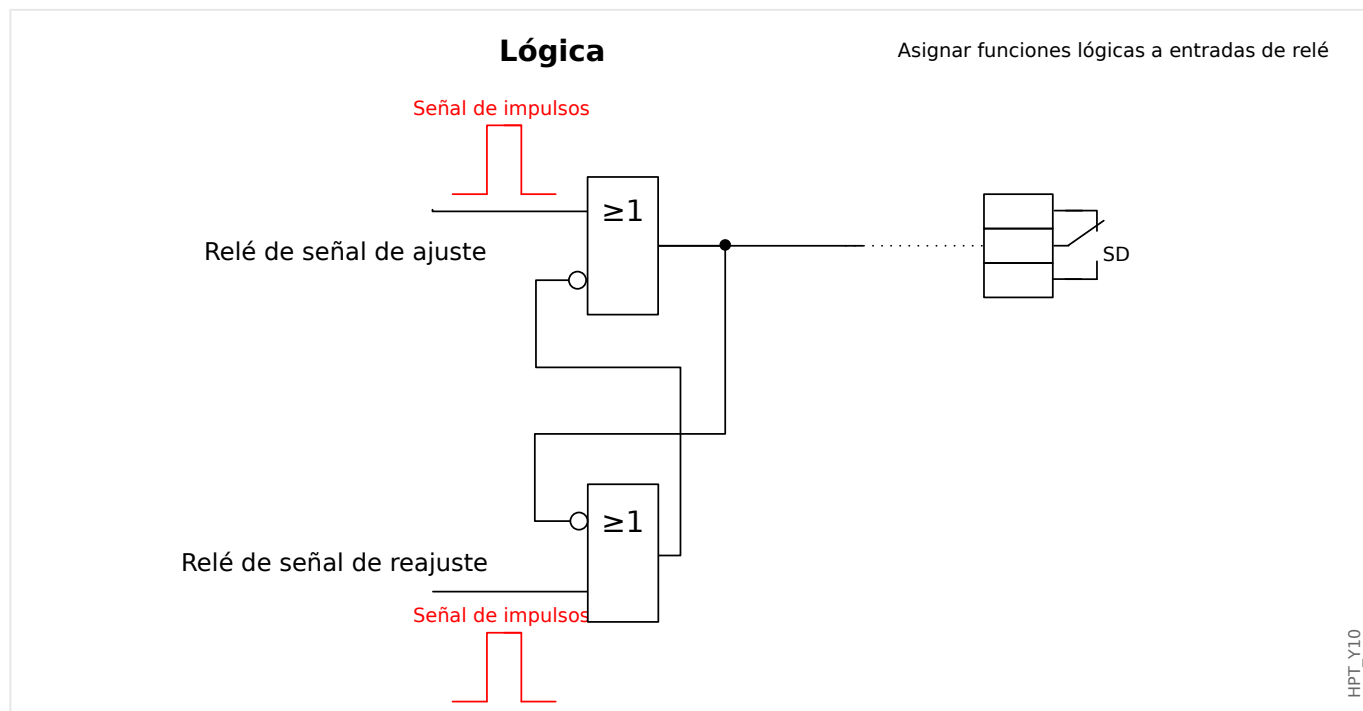 Lógica
Asignar funciones lógicas a entradas de relé
Señal de impulsos
≥1
Relé de señal de ajuste
SD
≥1
Relé de señal de reajuste
Señal de impulsos
HPT_Y10